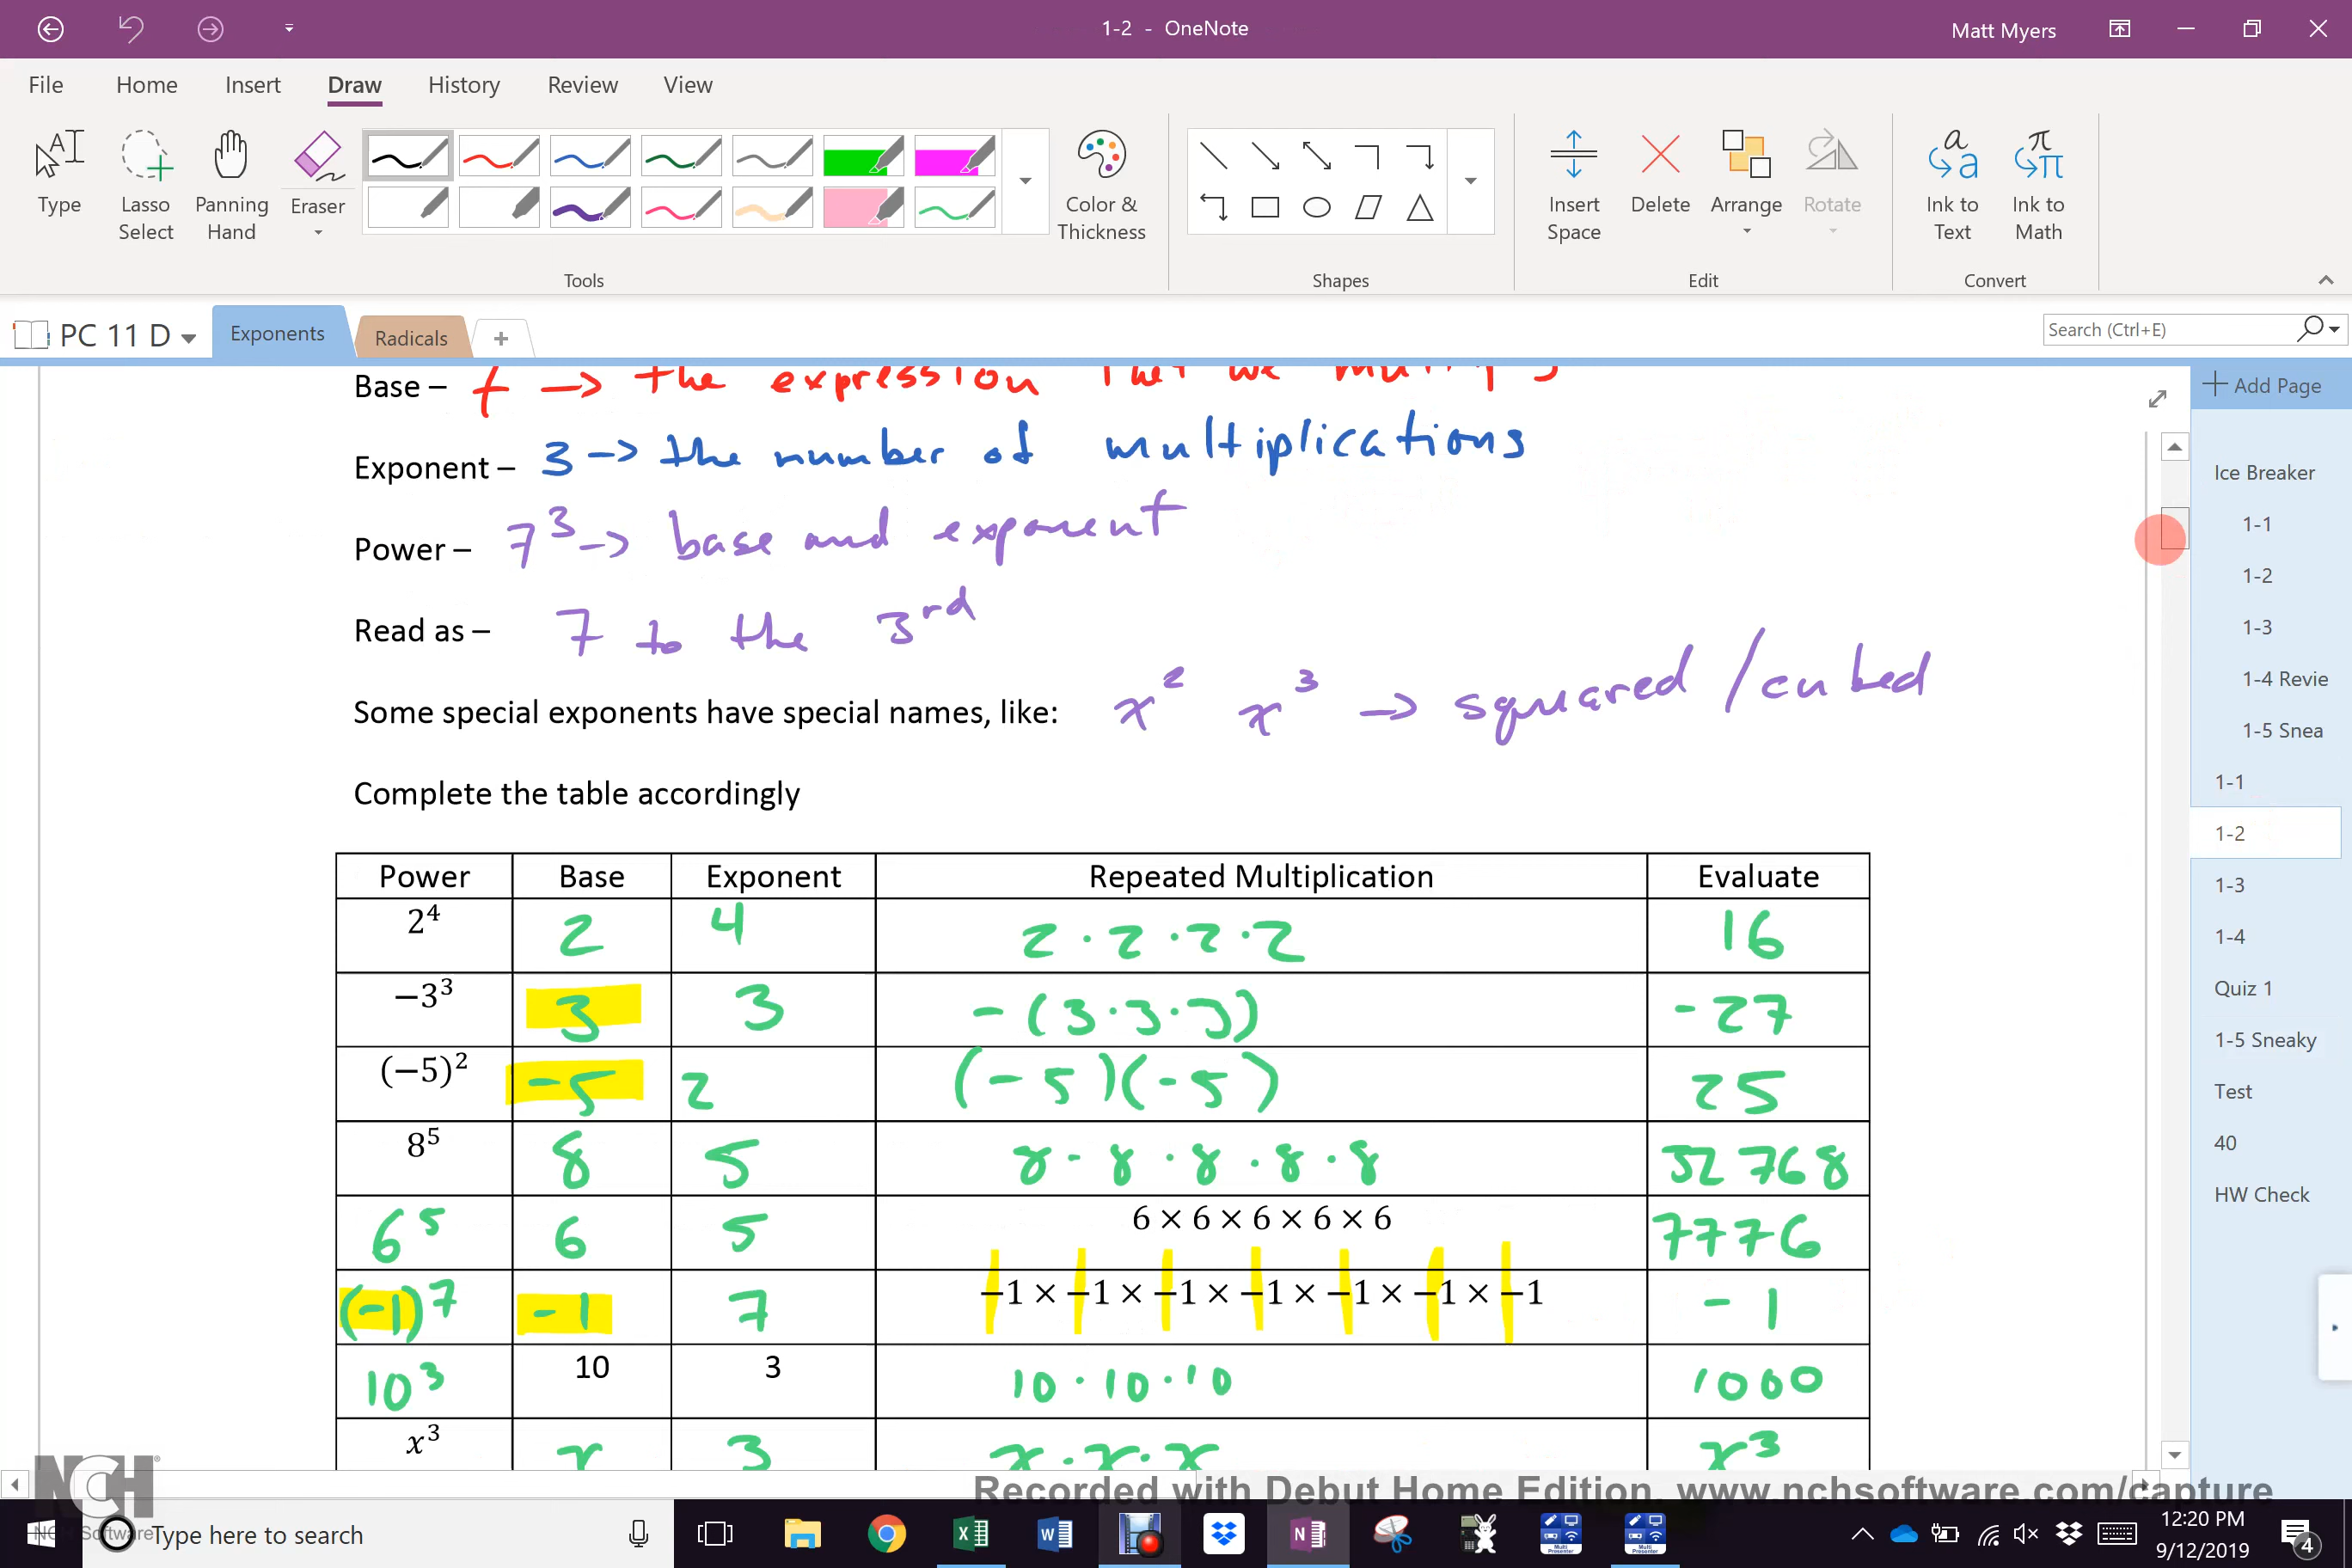 1-2 - OneNote
Matt Myers
File Home Insert Draw History Review View
Type
Lasso Select
Panning Hand
Eraser
Color & Thickness
Insert Space
Delete
Arrange
Rotate
Ink to Text
Ink to Math
Tools
Shapes
Edit
Convert
PC 11 D Exponents Radicals +
Search (Ctrl+E)
Base – 7 -> the expression that we multiply
Exponent – 3 -> the number of multiplications
Power – 7³ -> base and exponent
Read as – 7 to the 3rd
Some special exponents have special names, like: x² x³ -> squared / cubed
Complete the table accordingly
Power Base Exponent Repeated Multiplication Evaluate
2⁴ 2 4 2 · 2 · 2 · 2 16
−3³ 3 3 - (3 · 3 · 3) -27
(−5)² -5 2 (-5)(-5) 25
8⁵ 8 5 8 · 8 · 8 · 8 · 8 32 768
6⁵ 6 5 6 × 6 × 6 × 6 × 6 7776
(-1)⁷ -1 7 −1 × −1 × −1 × −1 × −1 × −1 × −1 -1
10³ 10 3 10 · 10 · 10 1000
x³ x 3 x · x · x x³
Add Page
Ice Breaker
1-1
1-2
1-3
1-4 Revie
1-5 Snea
1-1
1-2
1-3
1-4
Quiz 1
1-5 Sneaky
Test
40
HW Check
NCH
NCH Software
Recorded with Debut Home Edition. www.nchsoftware.com/capture
Type here to search
12:20 PM
9/12/2019
4